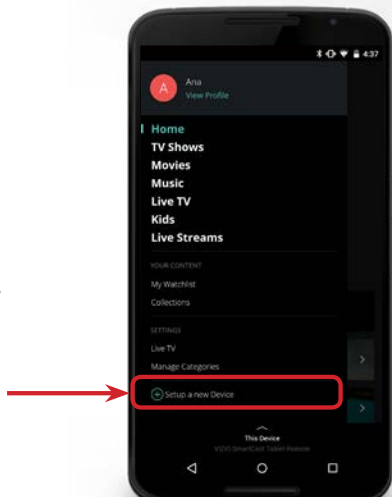 4:37
A
Ana
View Profile
Home
TV Shows
Movies
Music
Live TV
Kids
Live Streams
YOUR CONTENT
My Watchlist
Collections
SETTINGS
Live TV
Manage Categories
Setup a new Device
This Device
VIZIO SmartCast Tablet Remote